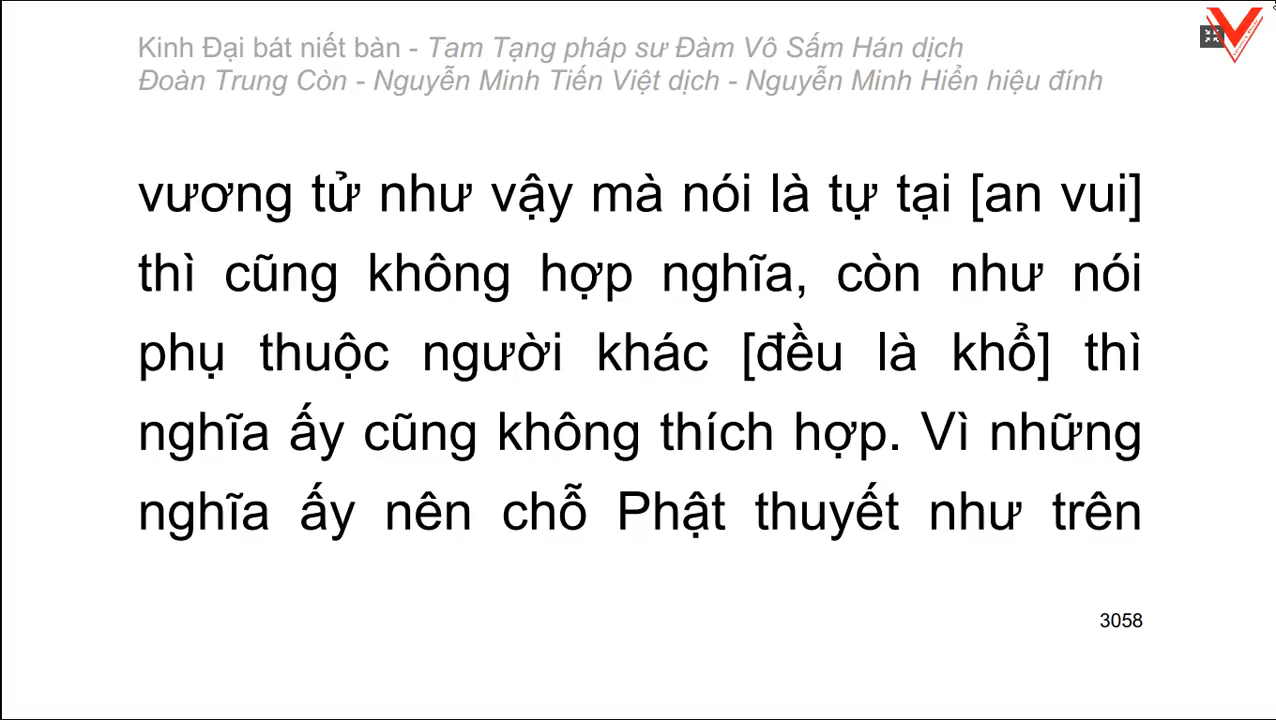 Kinh Đại bát niết bàn - Tam Tạng pháp sư Đàm Vô Sấm Hán dịch
Đoàn Trung Còn - Nguyễn Minh Tiến Việt dịch - Nguyễn Minh Hiển hiệu đính
vương tử như vậy mà nói là tự tại [an vui]
thì cũng không hợp nghĩa, còn như nói
phụ thuộc người khác [đều là khổ] thì
nghĩa ấy cũng không thích hợp. Vì những
nghĩa ấy nên chỗ Phật thuyết như trên
3058